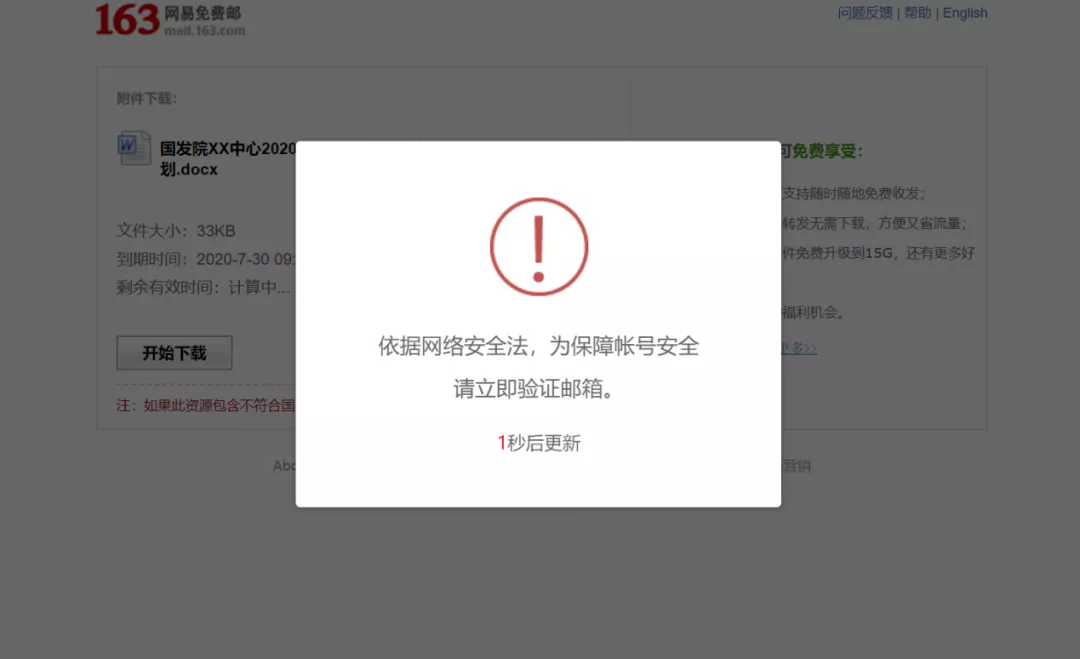 163 网易免费邮
mail.163.com
问题反馈 | 帮助 | English
附件下载:
国发院XX中心2020
划.docx
文件大小: 33KB
到期时间: 2020-7-30 09:
剩余有效时间: 计算中...
开始下载
注: 如果此资源包含不符合国
可免费享受:
支持随时随地免费收发;
转发无需下载，方便又省流量;
件免费升级到15G，还有更多好
福利机会。
更多>>
依据网络安全法，为保障帐号安全
请立即验证邮箱。
1秒后更新
Abo
营销